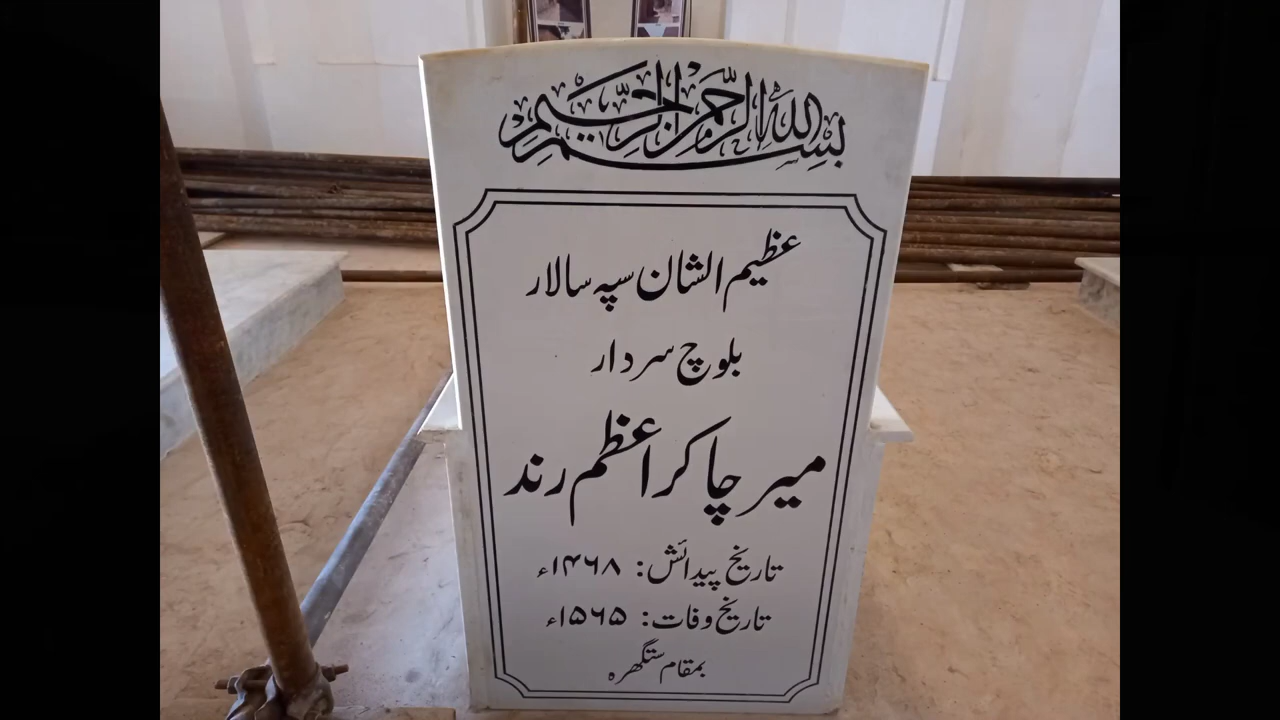 بسم الله الرحمن الرحیم
عظیم الشان سپہ سالار
بلوچ سردار
میر چاکر اعظم رند
تاریخ پیدائش: ۱۴۶۸ء
تاریخ وفات: ۱۵۶۵ء
بمقام ستگھرہ